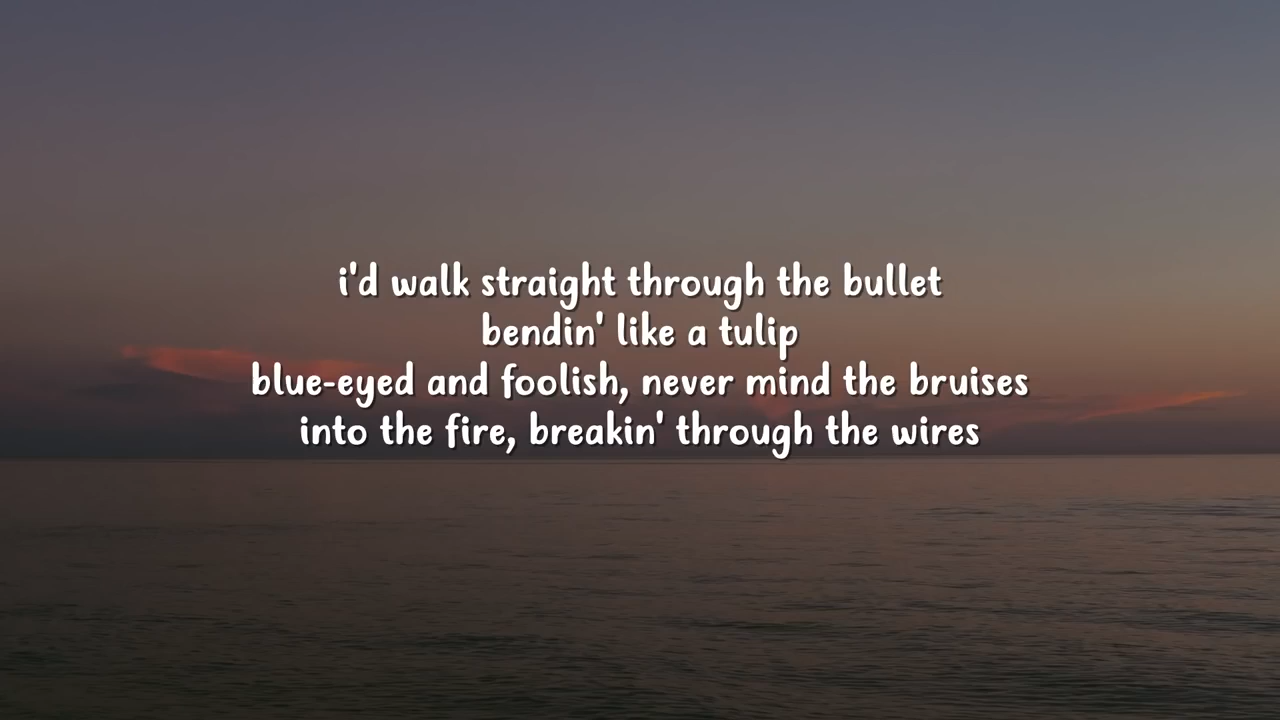 i'd walk straight through the bullet
bendin' like a tulip
blue-eyed and foolish, never mind the bruises
into the fire, breakin' through the wires